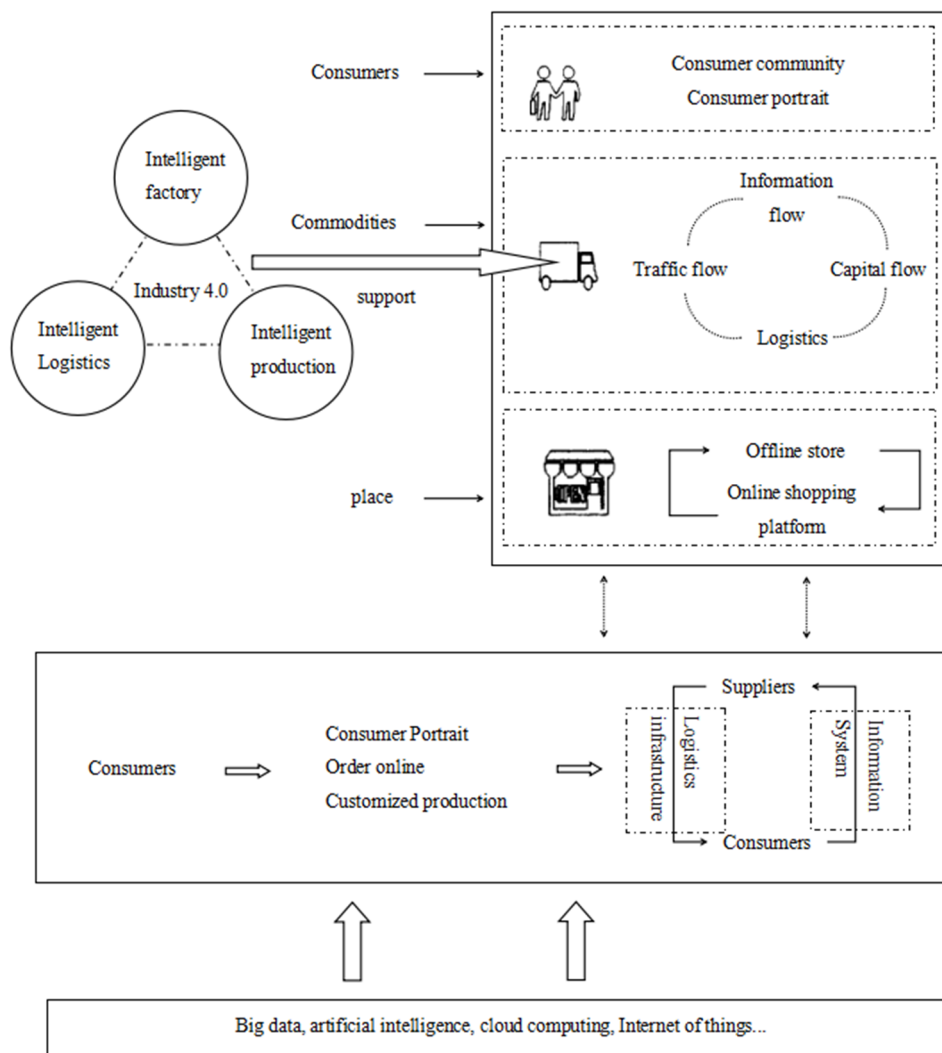 Consumers
Consumer community
Consumer portrait
Intelligent
factory
Industry 4.0
Intelligent
Logistics
Intelligent
production
Commodities
support
Information
flow
Traffic flow
Capital flow
Logistics
place
OPEN
Offline store
Online shopping
platform
Consumers
Consumer Portrait
Order online
Customized production
Suppliers
Logistics
infrastructure
Information
System
Consumers
Big data, artificial intelligence, cloud computing, Internet of things...